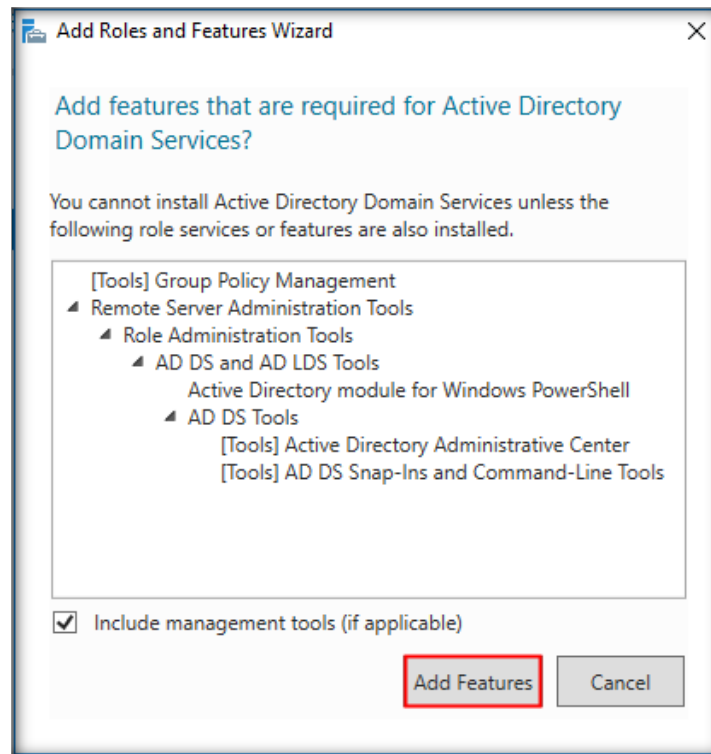 Add Roles and Features Wizard
Add features that are required for Active Directory
Domain Services?
You cannot install Active Directory Domain Services unless the
following role services or features are also installed.
[Tools] Group Policy Management
Remote Server Administration Tools
Role Administration Tools
AD DS and AD LDS Tools
Active Directory module for Windows PowerShell
AD DS Tools
[Tools] Active Directory Administrative Center
[Tools] AD DS Snap-Ins and Command-Line Tools
Include management tools (if applicable)
Add Features
Cancel